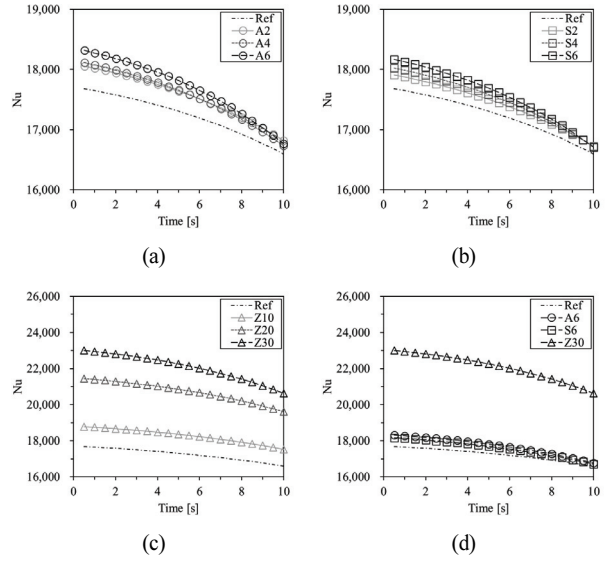 19,000
18,000
17,000
16,000
Nu
0
2
4
6
8
10
Time [s]
Ref
A2
A4
A6
(a)
19,000
18,000
17,000
16,000
Nu
0
2
4
6
8
10
Time [s]
Ref
S2
S4
S6
(b)
26,000
24,000
22,000
20,000
18,000
16,000
Nu
0
2
4
6
8
10
Time [s]
Ref
Z10
Z20
Z30
(c)
26,000
24,000
22,000
20,000
18,000
16,000
Nu
0
2
4
6
8
10
Time [s]
Ref
A6
S6
Z30
(d)